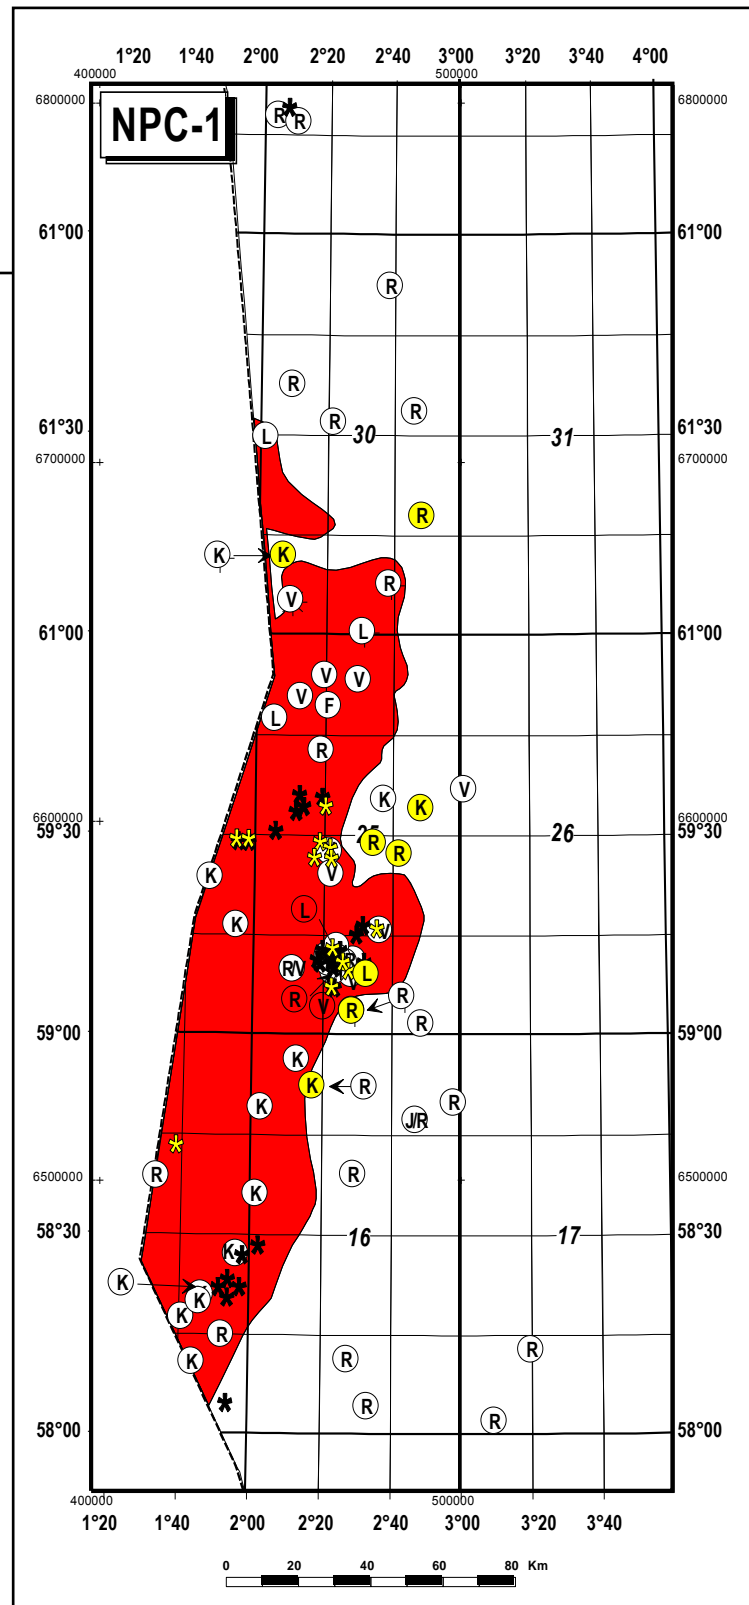 1°20 1°40 2°00 2°20 2°40 3°00 3°20 3°40 4°00
400000 500000
6800000 6800000
NPC-1
R
R
61°00 61°00
R
R
R
R
61°30 61°30
L
30 31
6700000 6700000
R
K K
R
V
61°00 61°00
L
V V
V
F
L
R
V
K K
6600000 6600000
59°30 59°30
25 26
R
R
V
K
L
K
V
R/V
L
R
V
R R
R
59°00 59°00
K
K R
K
R
J/R
R R
6500000 6500000
K
58°30 58°30
16 17
K
K
K
K
R
R
K
R
R
R
58°00 58°00
400000 500000
1°20 1°40 2°00 2°20 2°40 3°00 3°20 3°40
0 20 40 60 80 Km